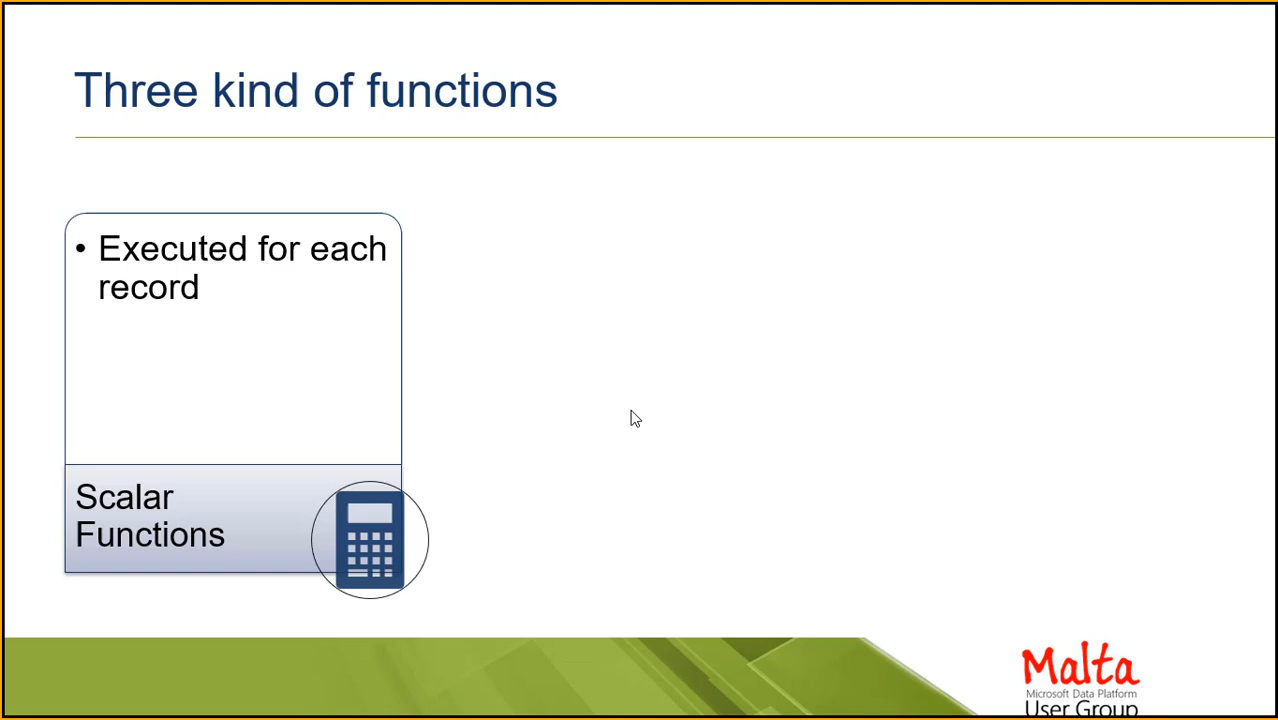 Three kind of functions
• Executed for each
record
Scalar
Functions
Malta
Microsoft Data Platform
User Group